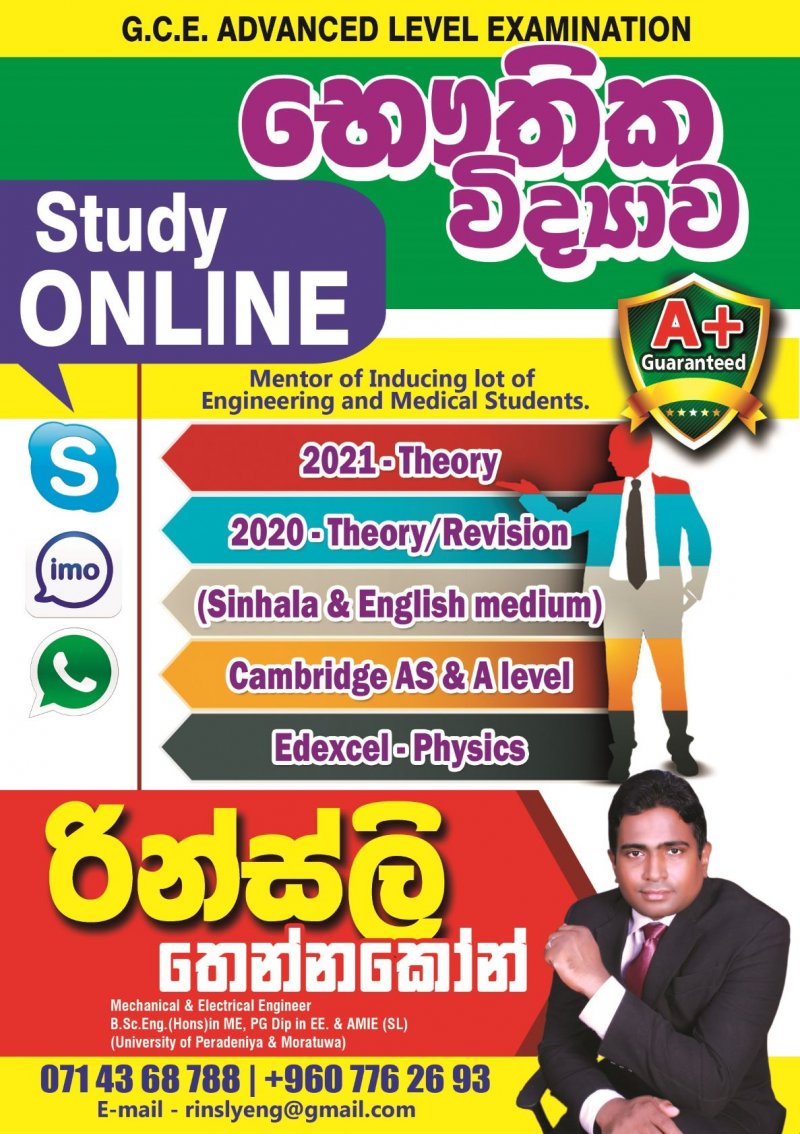 G.C.E. ADVANCED LEVEL EXAMINATION
භෞතික
විද්‍යාව
Study
ONLINE
A+
Guaranteed
Mentor of Inducing lot of
Engineering and Medical Students.
S
imo
2021 - Theory
2020 - Theory/Revision
(Sinhala & English medium)
Cambridge AS & A level
Edexcel - Physics
රින්ස්ලි
තෙන්නකෝන්
Mechanical & Electrical Engineer
B.Sc.Eng.(Hons)in ME, PG Dip in EE. & AMIE (SL)
(University of Peradeniya & Moratuwa)
071 43 68 788 | +960 776 26 93
E-mail - rinslyeng@gmail.com